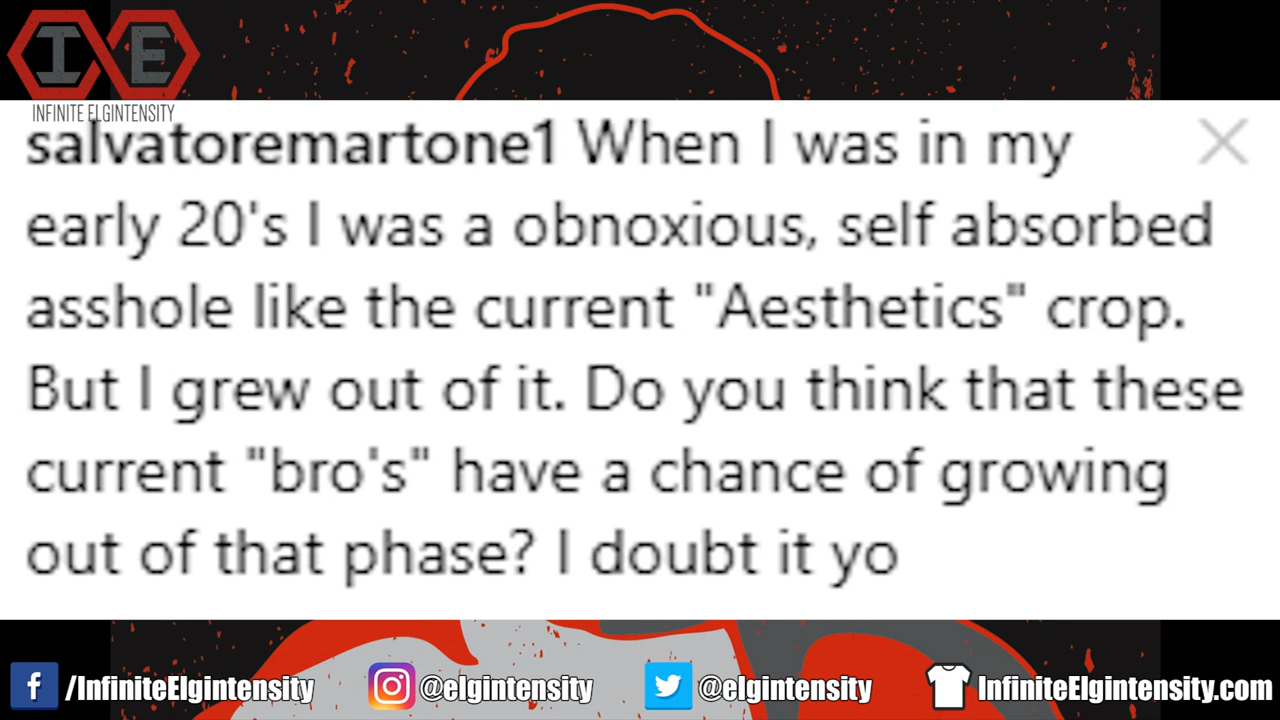 IE
INFINITE ELGINTENSITY
salvatoremartone1 When I was in my
early 20's I was a obnoxious, self absorbed
asshole like the current "Aesthetics" crop.
But I grew out of it. Do you think that these
current "bro's" have a chance of growing
out of that phase? I doubt it yo
/InfiniteElgintensity
@elgintensity
@elgintensity
InfiniteElgintensity.com